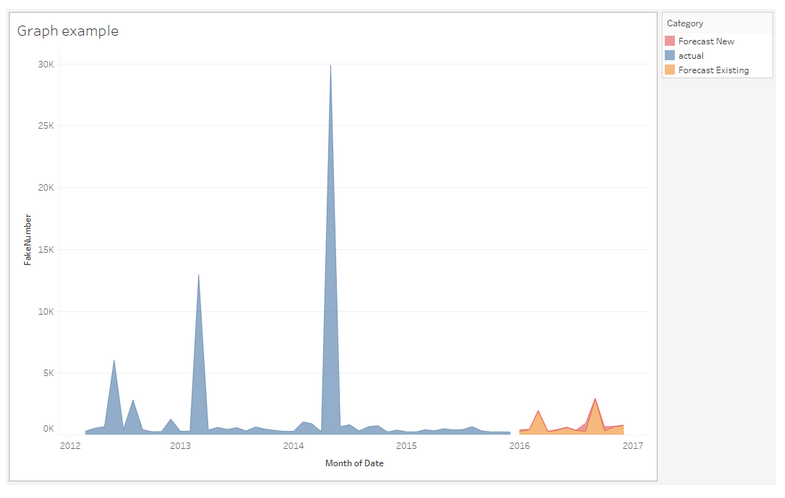 Graph example
Category
Forecast New
actual
Forecast Existing
30K
25K
20K
15K
10K
5K
0K
FakeNumber
2012 2013 2014 2015 2016 2017
Month of Date